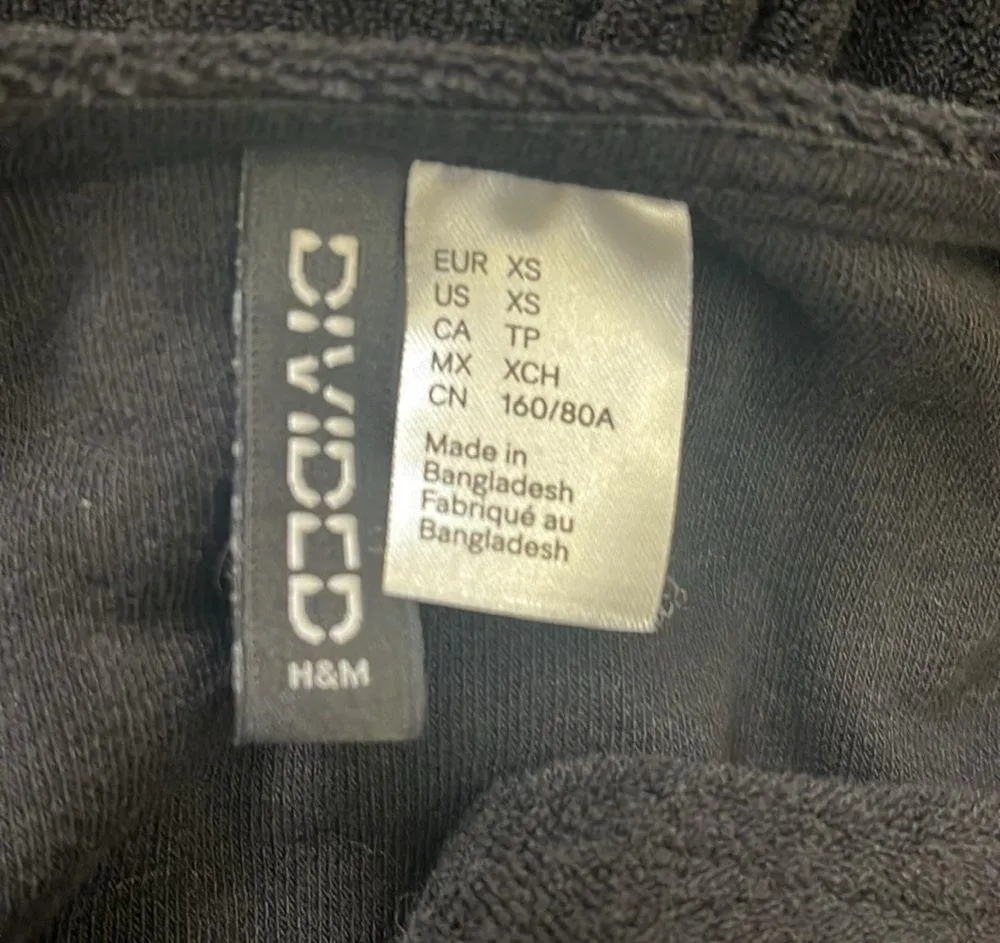 DIVIDED
H&M
EUR XS
US XS
CA TP
MX XCH
CN 160/80A
Made in
Bangladesh
Fabriqué au
Bangladesh